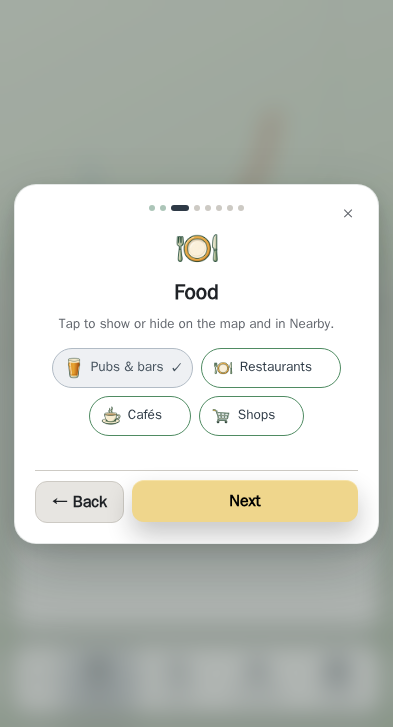 ×
Food
Tap to show or hide on the map and in Nearby.
Pubs & bars ✓
Restaurants
Cafés
Shops
← Back
Next